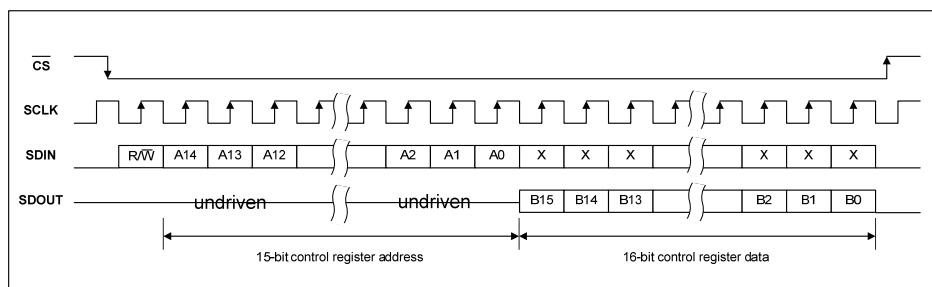 CS
SCLK
SDIN R/W A14 A13 A12 A2 A1 A0 X X X X X X
SDOUT undriven undriven B15 B14 B13 B2 B1 B0
15-bit control register address 16-bit control register data